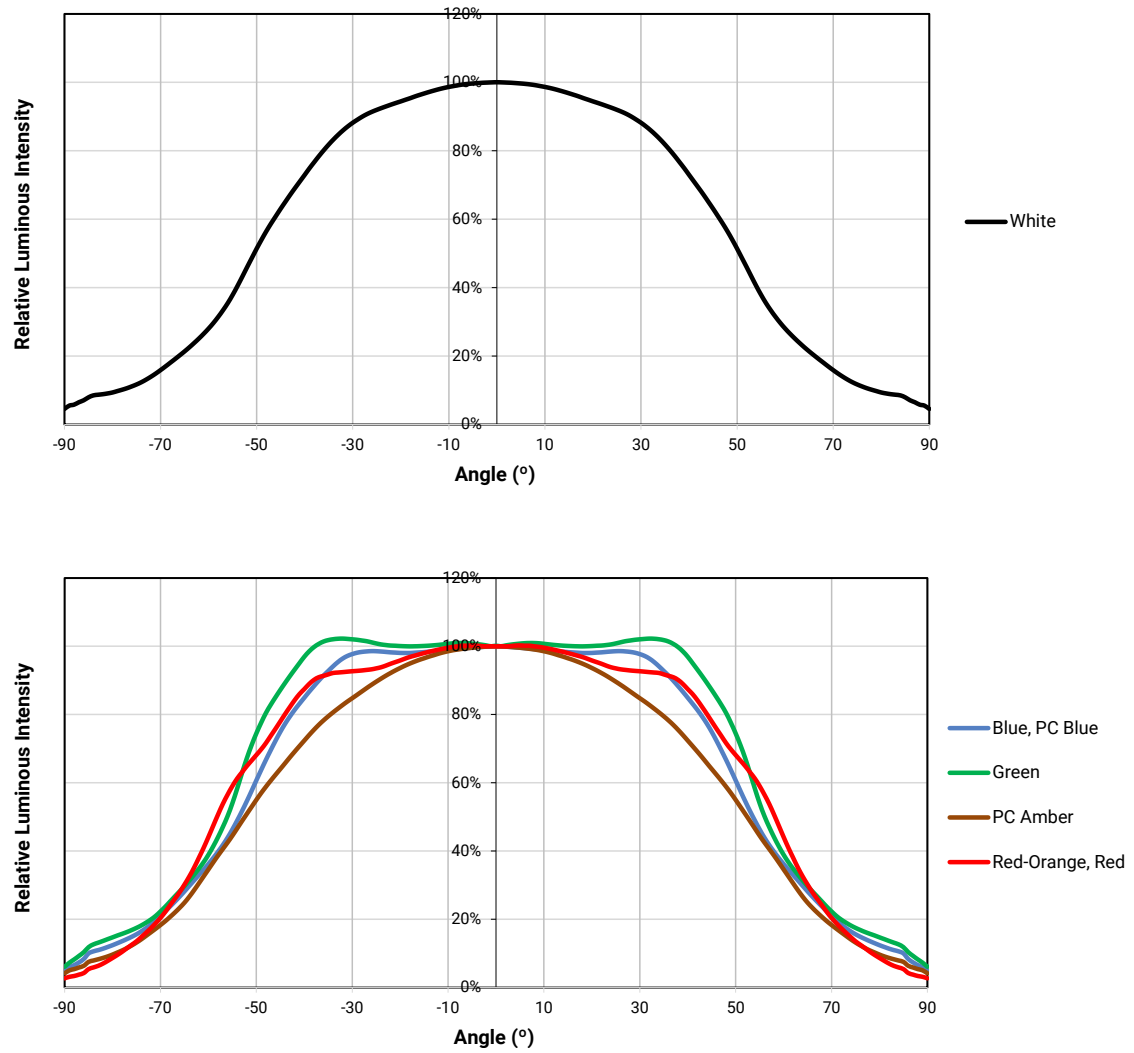 120%
100%
80%
60%
40%
20%
0%
-90 -70 -50 -30 -10 10 30 50 70 90
Relative Luminous Intensity
Angle (º)
White
120%
100%
80%
60%
40%
20%
0%
-90 -70 -50 -30 -10 10 30 50 70 90
Relative Luminous Intensity
Angle (º)
Blue, PC Blue
Green
PC Amber
Red-Orange, Red